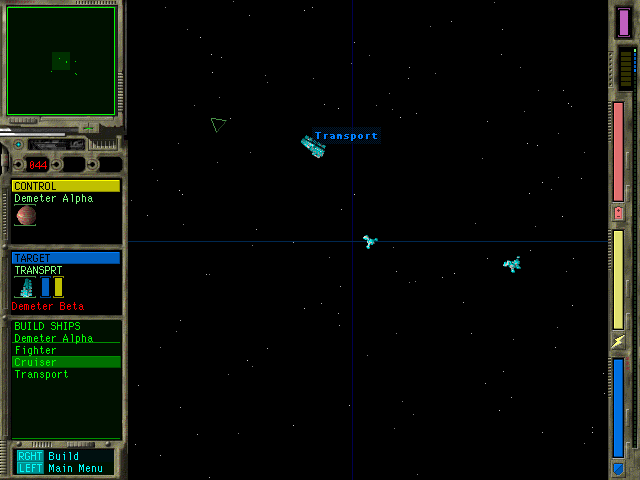 Transport
044
CONTROL
Demeter Alpha
TARGET
TRANSPRT
Demeter Beta
BUILD SHIPS
Demeter Alpha
Fighter
Cruiser
Transport
RGHT Build
LEFT Main Menu